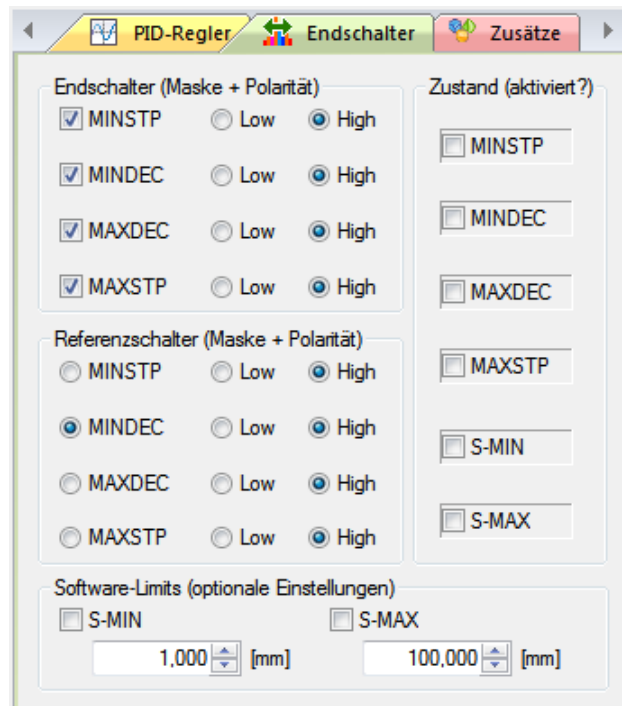 PID-Regler Endschalter Zusätze
Endschalter (Maske + Polarität)
MINSTP Low High
MINDEC Low High
MAXDEC Low High
MAXSTP Low High
Zustand (aktiviert?)
MINSTP
MINDEC
MAXDEC
MAXSTP
S-MIN
S-MAX
Referenzschalter (Maske + Polarität)
MINSTP Low High
MINDEC Low High
MAXDEC Low High
MAXSTP Low High
Software-Limits (optionale Einstellungen)
S-MIN S-MAX
1,000 [mm] 100,000 [mm]